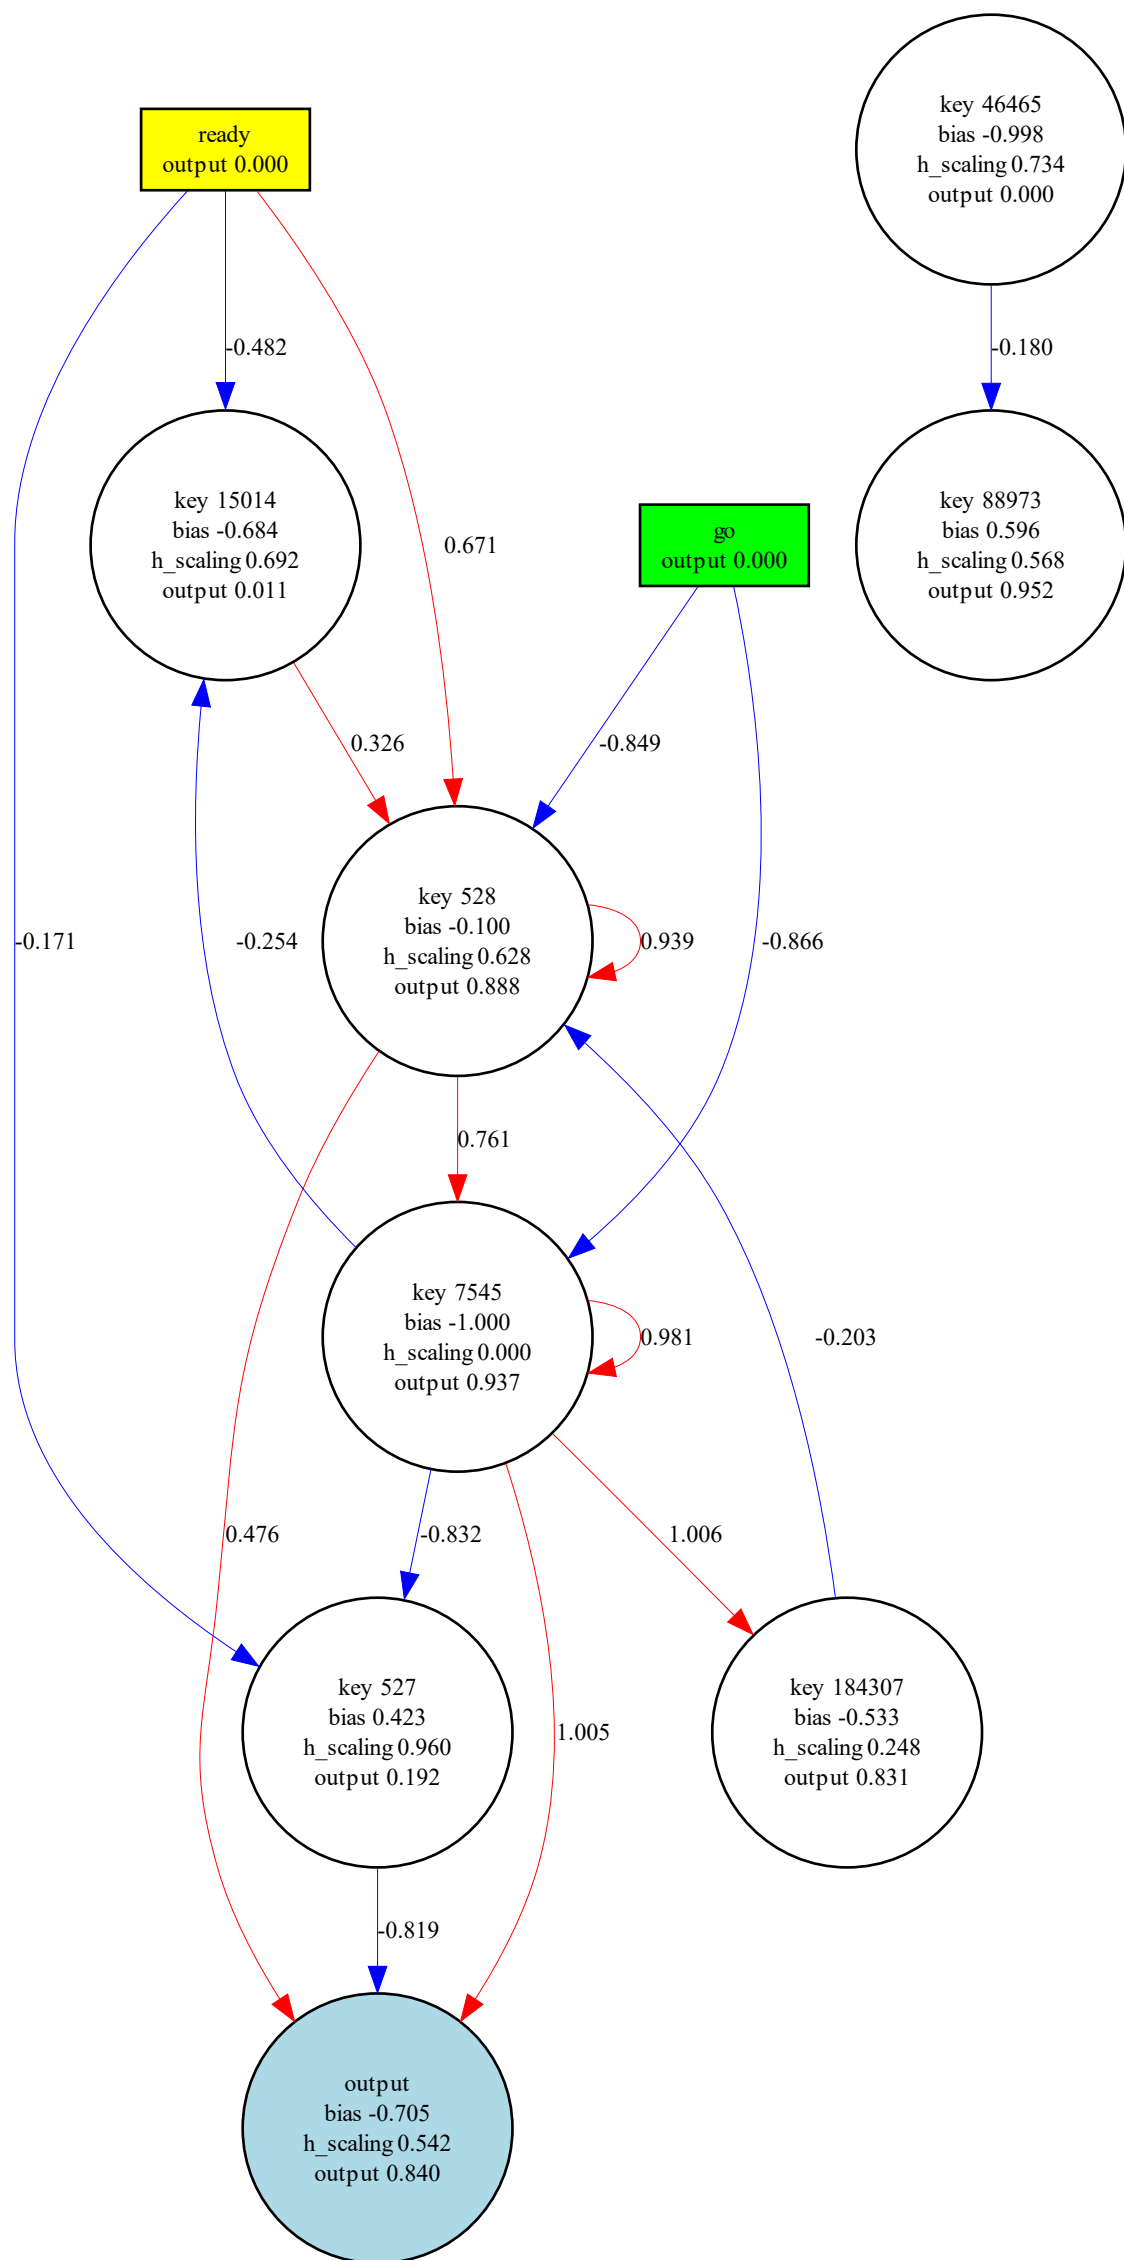 key 46465
bias -0.998
h_scaling 0.734
output 0.000
ready
output 0.000
-0.482
-0.180
key 15014
bias -0.684
h_scaling 0.692
output 0.011
0.671
go
output 0.000
key 88973
bias 0.596
h_scaling 0.568
output 0.952
0.326
-0.849
-0.171
-0.254
key 528
bias -0.100
h_scaling 0.628
output 0.888
0.939
-0.866
0.761
key 7545
bias -1.000
h_scaling 0.000
output 0.937
0.981
-0.203
0.476
-0.832
1.006
key 527
bias 0.423
h_scaling 0.960
output 0.192
1.005
key 184307
bias -0.533
h_scaling 0.248
output 0.831
-0.819
output
bias -0.705
h_scaling 0.542
output 0.840